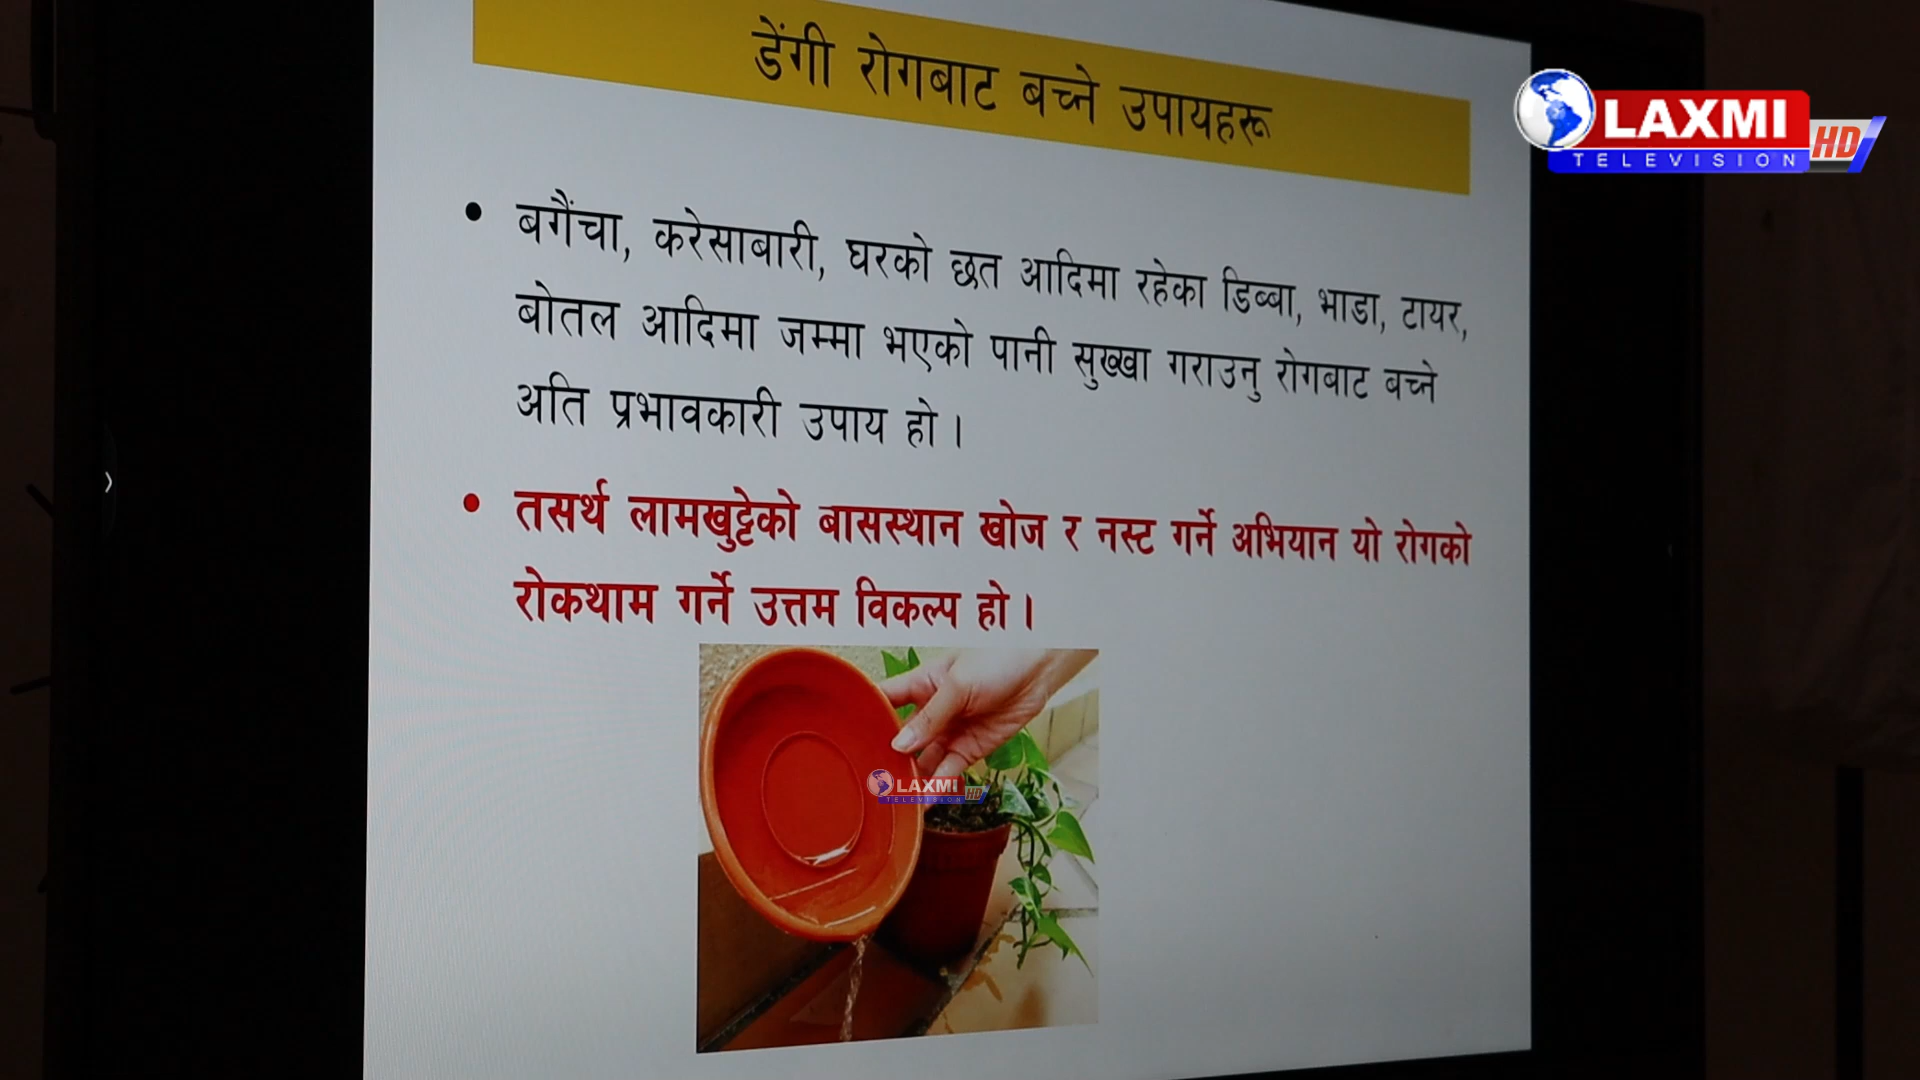 डेंगी रोगबाट बच्ने उपायहरू
LAXMI HD
TELEVISION
• बगैंचा, करेसाबारी, घरको छत आदिमा रहेका डिब्बा, भाडा, टायर,
बोतल आदिमा जम्मा भएको पानी सुख्खा गराउनु रोगबाट बच्ने
अति प्रभावकारी उपाय हो ।
• तसर्थ लामखुट्टेको बासस्थान खोज र नस्ट गर्ने अभियान यो रोगको
रोकथाम गर्ने उत्तम विकल्प हो ।
LAXMI HD
TELEVISION